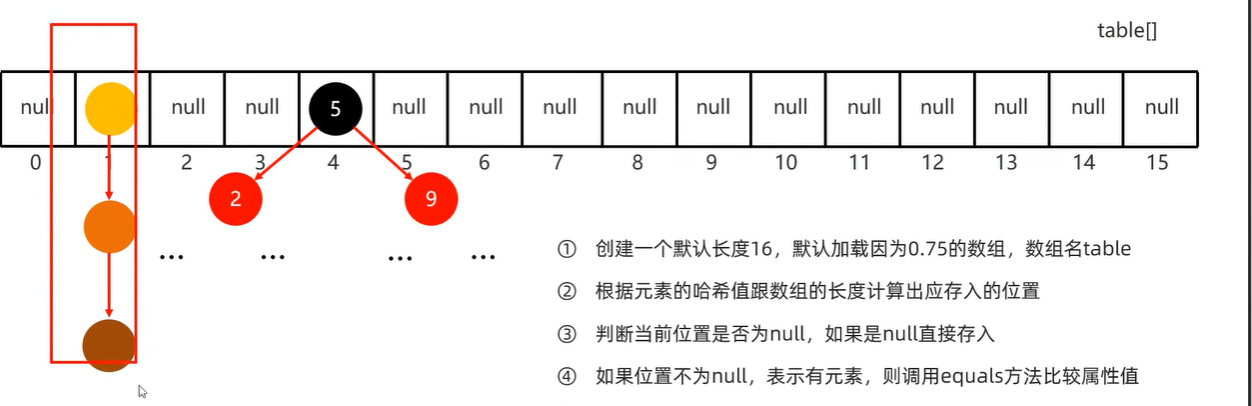 table[]
null null null 5 null null null null null null null null null null null
0 1 2 3 4 5 6 7 8 9 10 11 12 13 14 15
2 9
... ... ... ...
① 创建一个默认长度16，默认加载因为0.75的数组，数组名table
② 根据元素的哈希值跟数组的长度计算出应存入的位置
③ 判断当前位置是否为null，如果是null直接存入
④ 如果位置不为null，表示有元素，则调用equals方法比较属性值